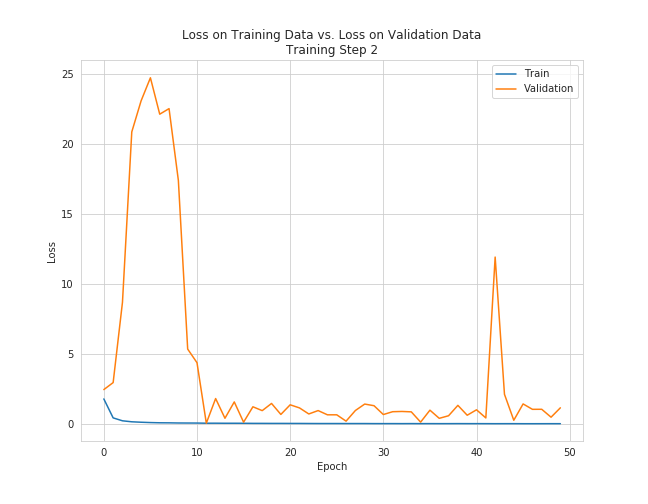 Loss on Training Data vs. Loss on Validation Data
Training Step 2
Train
Validation
25
20
15
10
5
0
Loss
0 10 20 30 40 50
Epoch